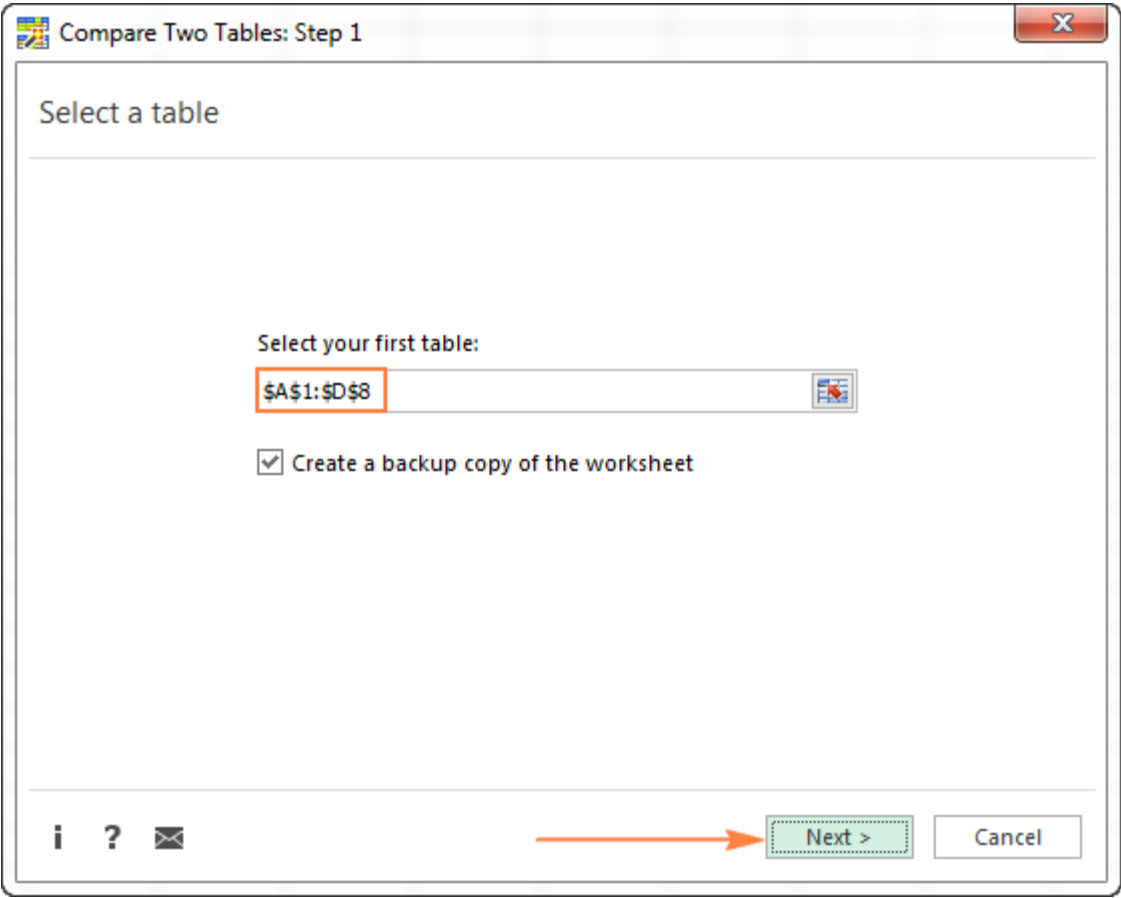 Compare Two Tables: Step 1
Select a table
Select your first table:
$A$1:$D$8
Create a backup copy of the worksheet
i ? Next > Cancel